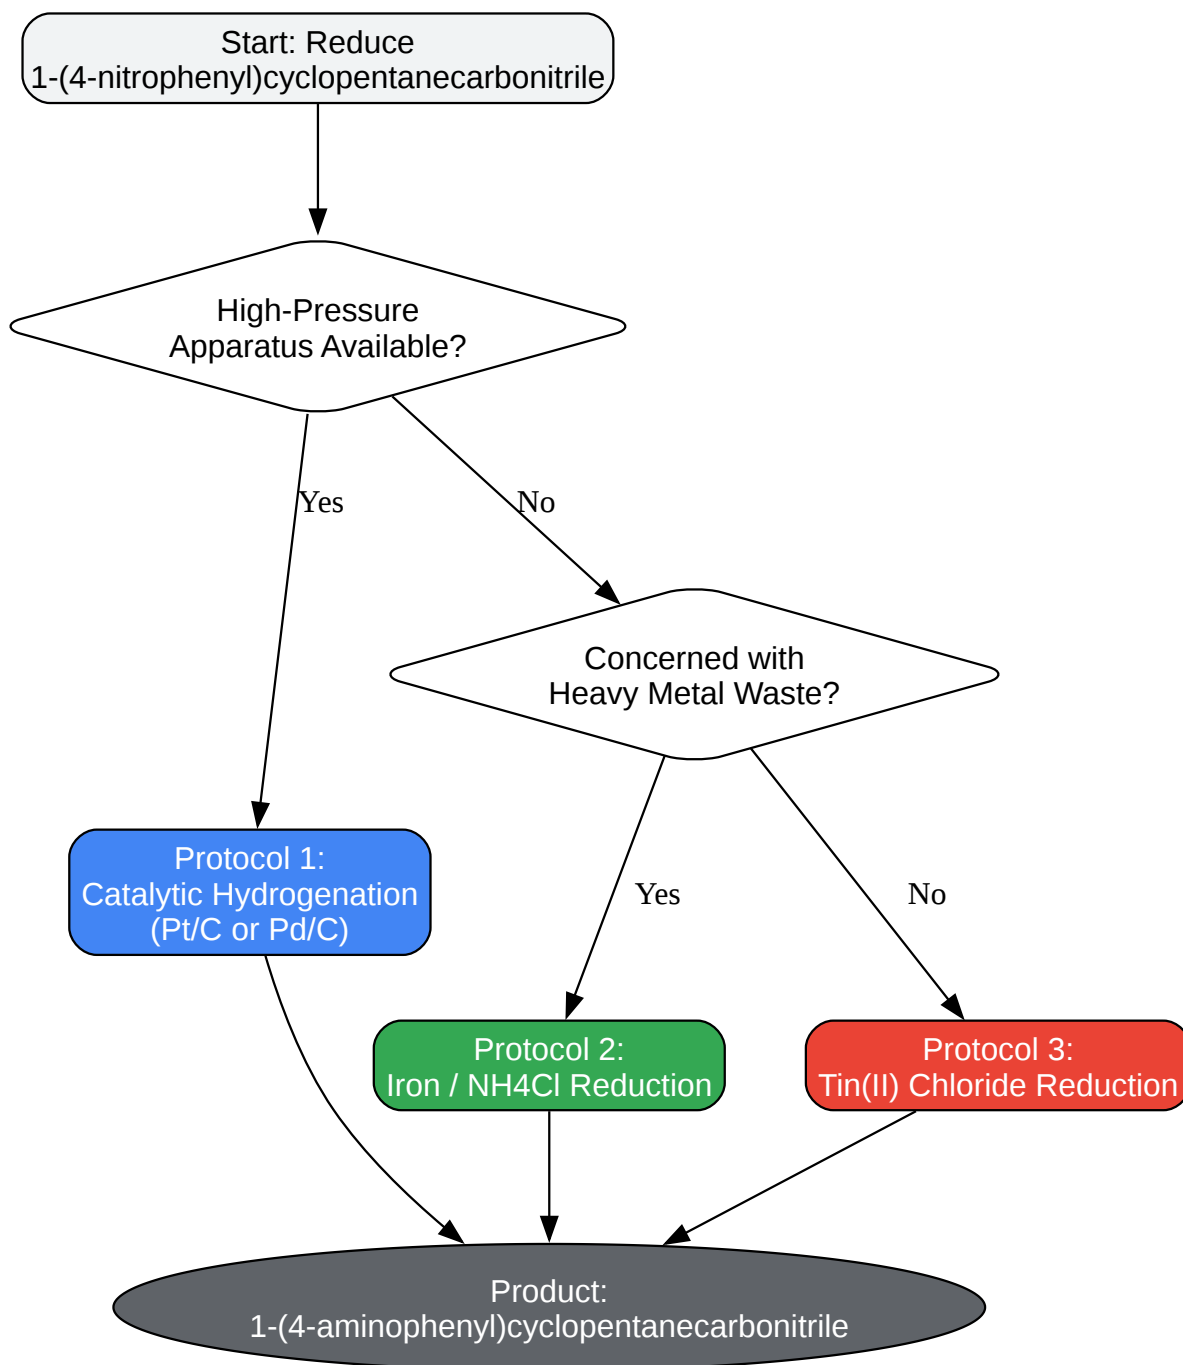 Start: Reduce
1-(4-nitrophenyl)cyclopentanecarbonitrile
High-Pressure
Apparatus Available?
Yes
No
Concerned with
Heavy Metal Waste?
Protocol 1:
Catalytic Hydrogenation
(Pt/C or Pd/C)
Yes
No
Protocol 2:
Iron / NH4Cl Reduction
Protocol 3:
Tin(II) Chloride Reduction
Product:
1-(4-aminophenyl)cyclopentanecarbonitrile